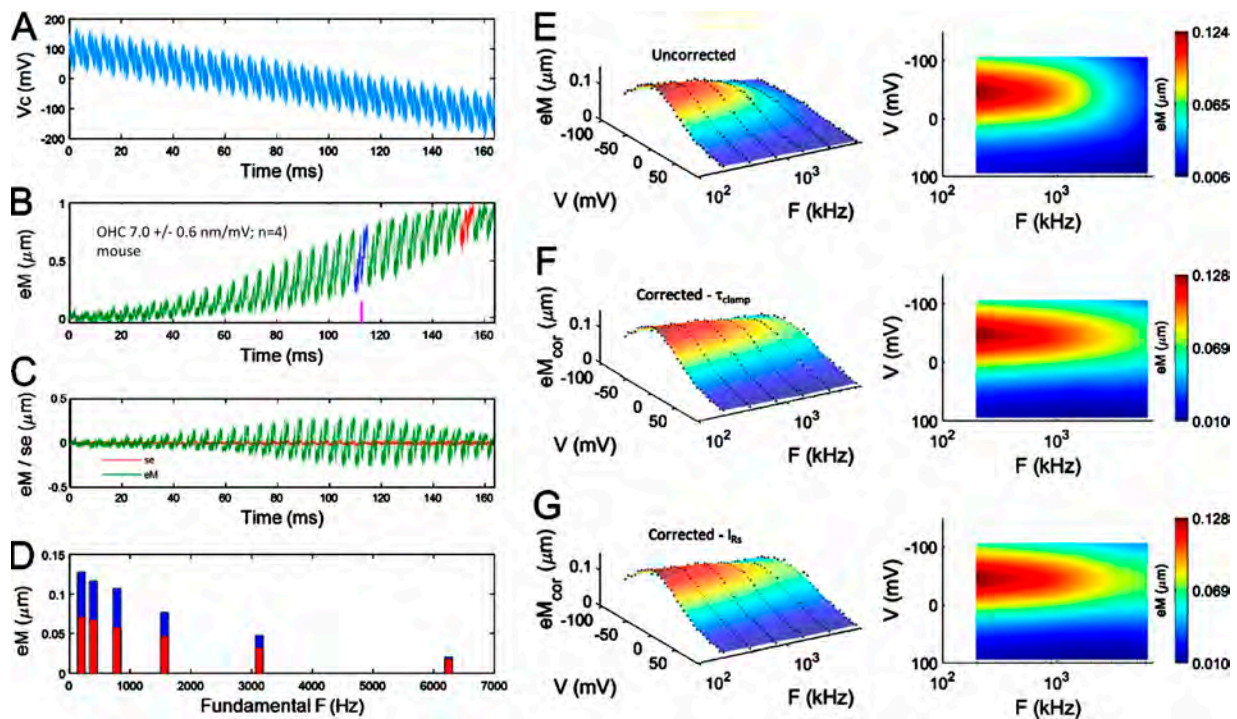 A
Vc (mV)
200
100
0
-100
-200
0 20 40 60 80 100 120 140 160
Time (ms)
B
eM (μm)
1
0.5
0
OHC 7.0 +/- 0.6 nm/mV; n=4)
mouse
0 20 40 60 80 100 120 140 160
Time (ms)
C
eM / se (μm)
0.5
0
-0.5
se
eM
0 20 40 60 80 100 120 140 160
Time (ms)
D
eM (μm)
0.15
0.1
0.05
0
0 1000 2000 3000 4000 5000 6000 7000
Fundamental F (Hz)
E
Uncorrected
eM (μm)
0.1
0
-100
-50
0
50
V (mV)
10²
10³
F (kHz)
V (mV)
-100
0
100
10²
10³
F (kHz)
eM (μm)
0.124
0.065
0.006
F
Corrected - τclamp
eM_cor (μm)
0.1
0
-100
-50
0
50
V (mV)
10²
10³
F (kHz)
V (mV)
-100
0
100
10²
10³
F (kHz)
eM (μm)
0.128
0.069
0.010
G
Corrected - I_Rs
eM_cor (μm)
0.1
0
-100
-50
0
50
V (mV)
10²
10³
F (kHz)
V (mV)
-100
0
100
10²
10³
F (kHz)
eM (μm)
0.128
0.069
0.010